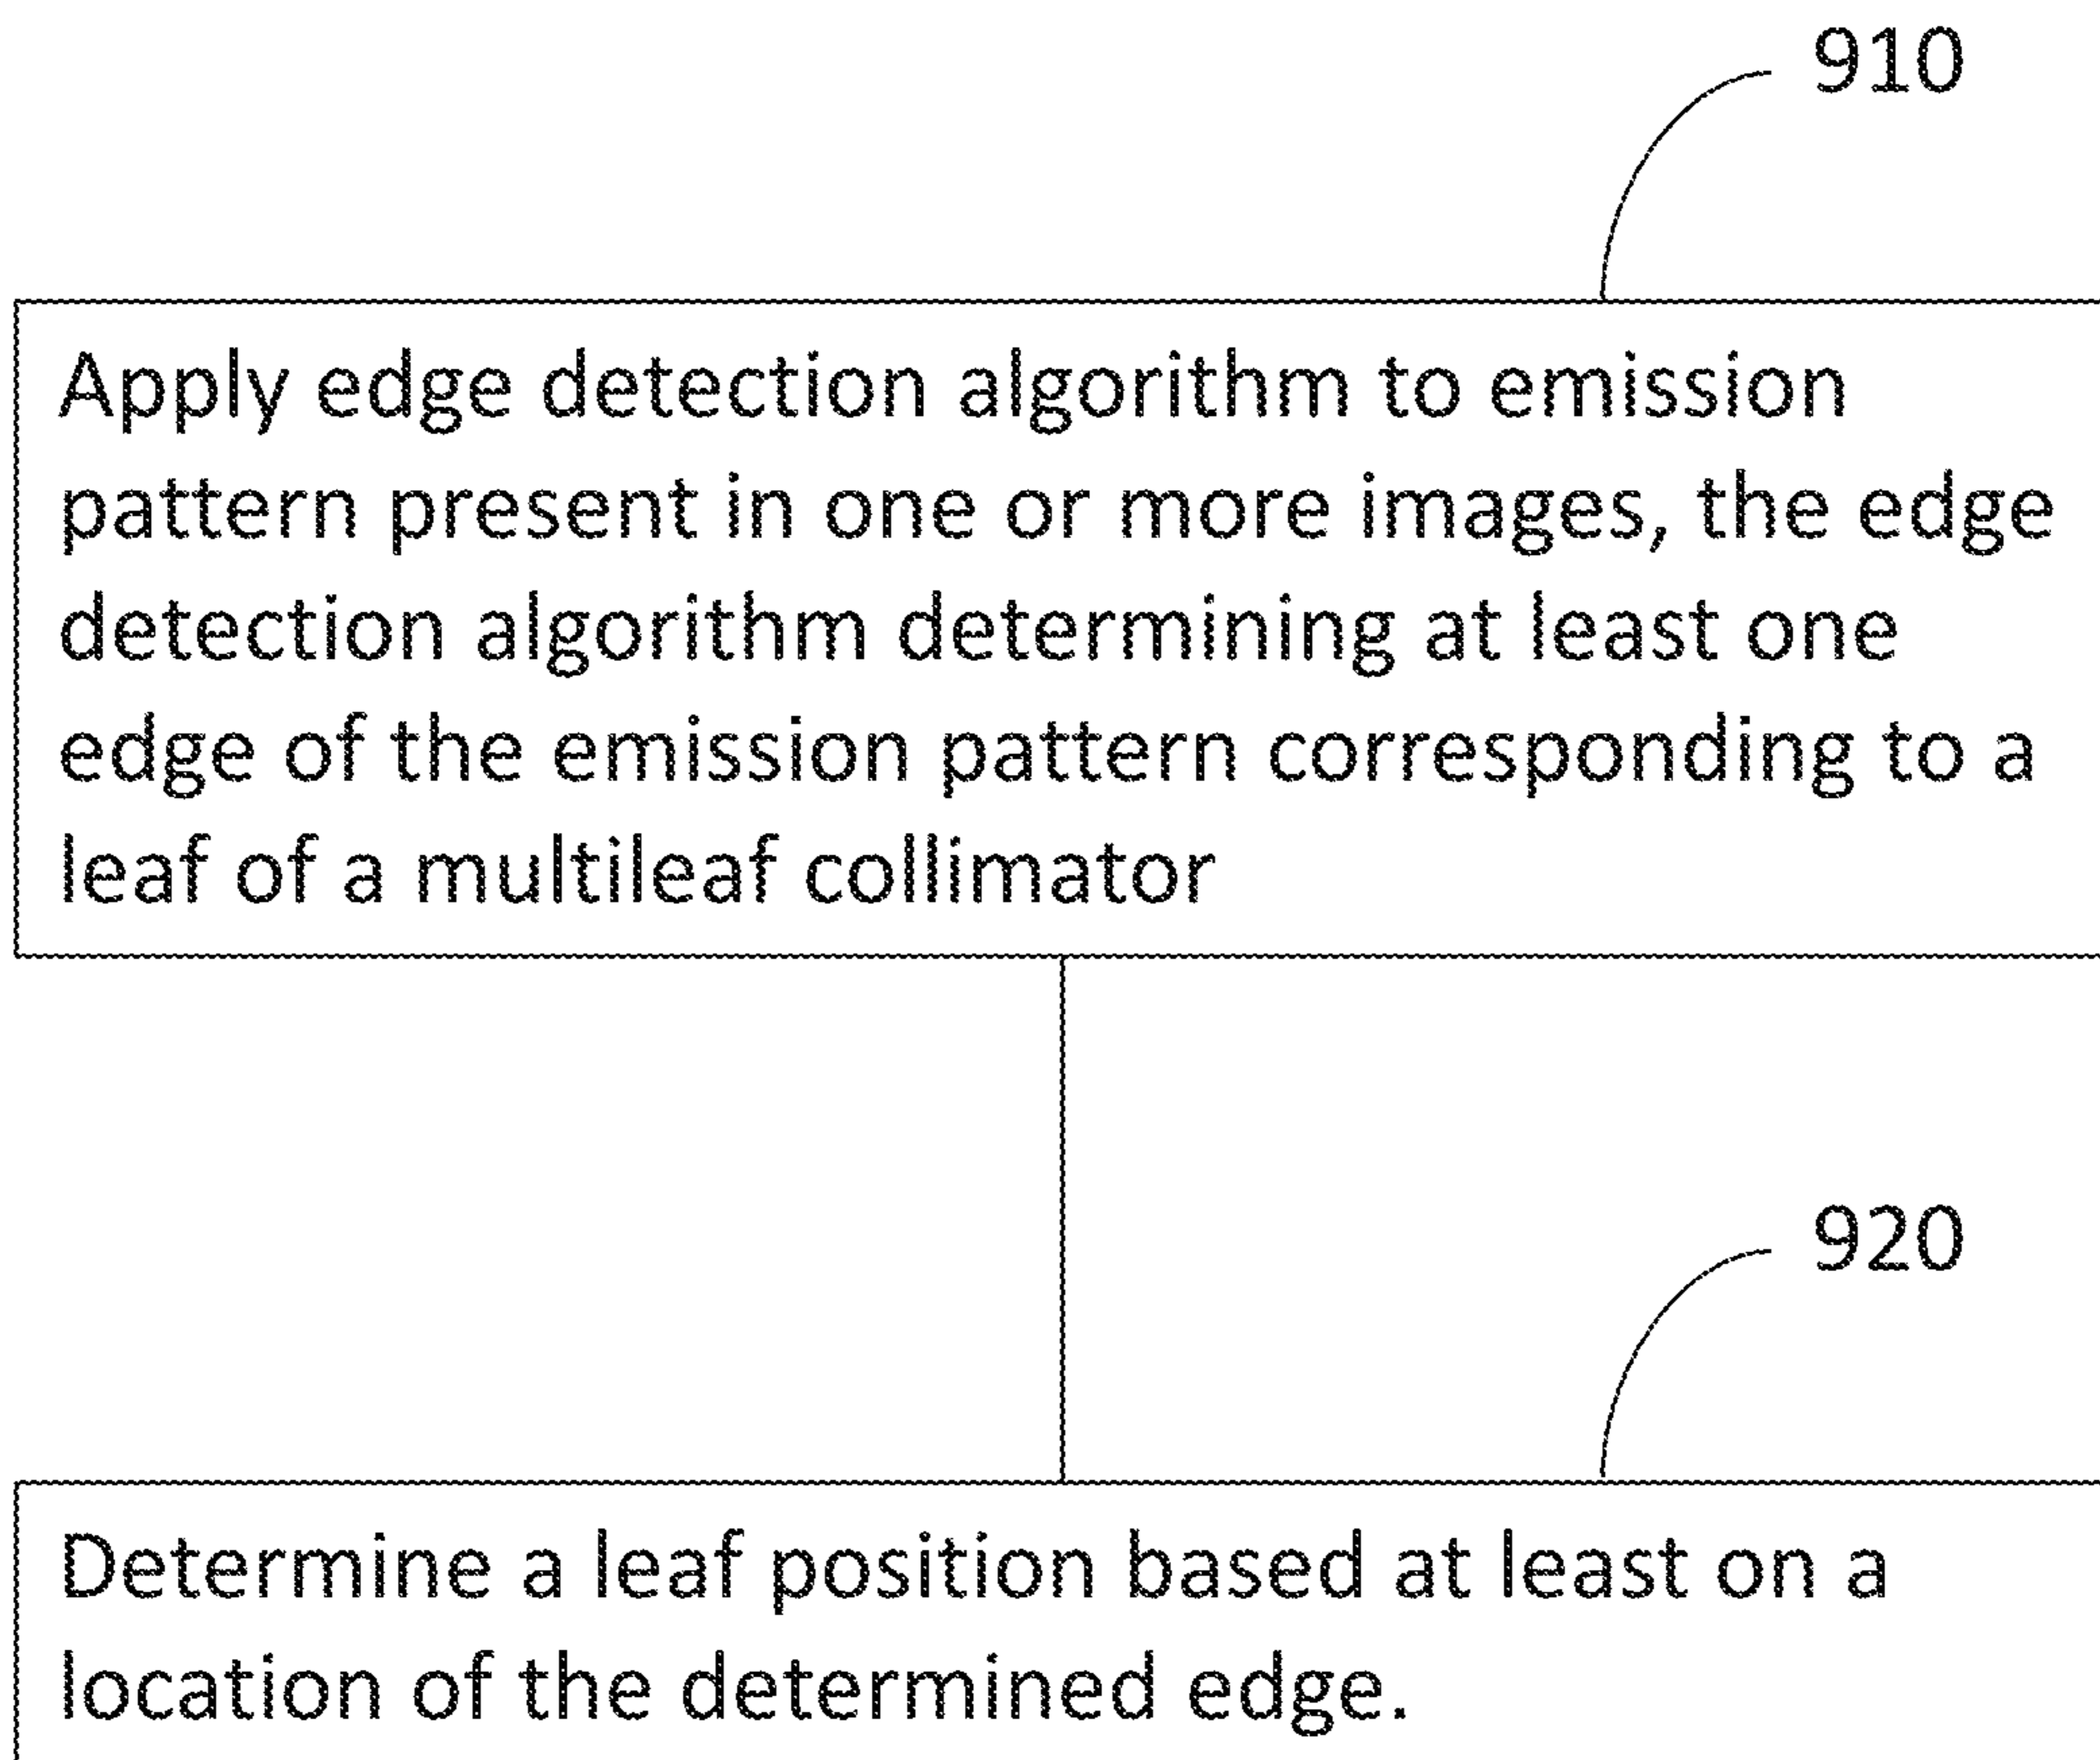 910
Apply edge detection algorithm to emission
pattern present in one or more images, the edge
detection algorithm determining at least one
edge of the emission pattern corresponding to a
leaf of a multileaf collimator
920
Determine a leaf position based at least on a
location of the determined edge.